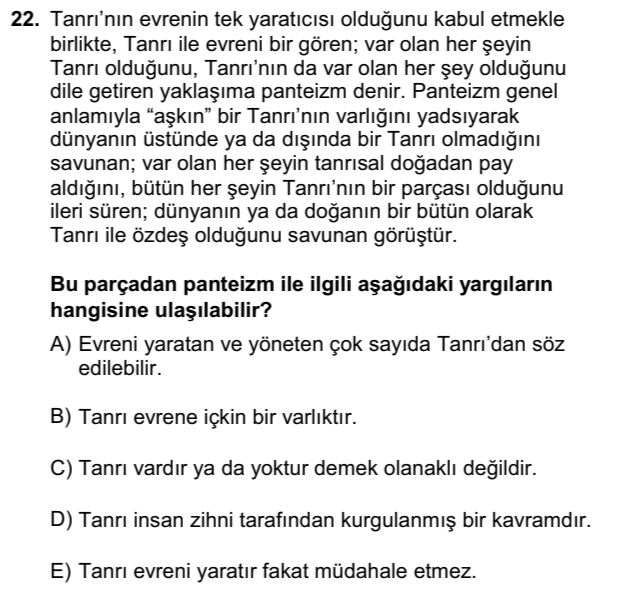 22. Tanrı’nın evrenin tek yaratıcısı olduğunu kabul etmekle
birlikte, Tanrı ile evreni bir gören; var olan her şeyin
Tanrı olduğunu, Tanrı’nın da var olan her şey olduğunu
dile getiren yaklaşıma panteizm denir. Panteizm genel
anlamıyla “aşkın” bir Tanrı’nın varlığını yadsıyarak
dünyanın üstünde ya da dışında bir Tanrı olmadığını
savunan; var olan her şeyin tanrısal doğadan pay
aldığını, bütün her şeyin Tanrı’nın bir parçası olduğunu
ileri süren; dünyanın ya da doğanın bir bütün olarak
Tanrı ile özdeş olduğunu savunan görüştür.
Bu parçadan panteizm ile ilgili aşağıdaki yargıların
hangisine ulaşılabilir?
A) Evreni yaratan ve yöneten çok sayıda Tanrı’dan söz
edilebilir.
B) Tanrı evrene içkin bir varlıktır.
C) Tanrı vardır ya da yoktur demek olanaklı değildir.
D) Tanrı insan zihni tarafından kurgulanmış bir kavramdır.
E) Tanrı evreni yaratır fakat müdahale etmez.